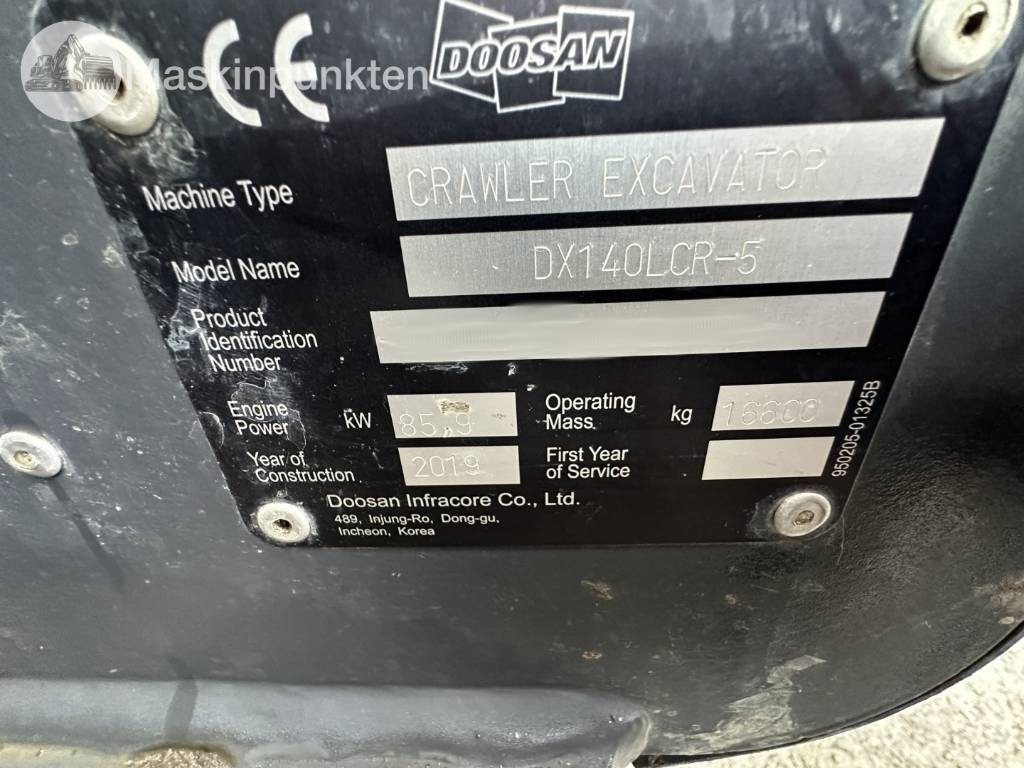 Maskinpunkten
CE
DOOSAN
Machine Type CRAWLER EXCAVATOR
Model Name DX140LCR-5
Product
Identification
Number
Engine
Power kW 85,9
Operating
Mass kg 16600
Year of
Construction 2019
First Year
of Service
950205-01325B
Doosan Infracore Co., Ltd.
489, Injung-Ro, Dong-gu,
Incheon, Korea